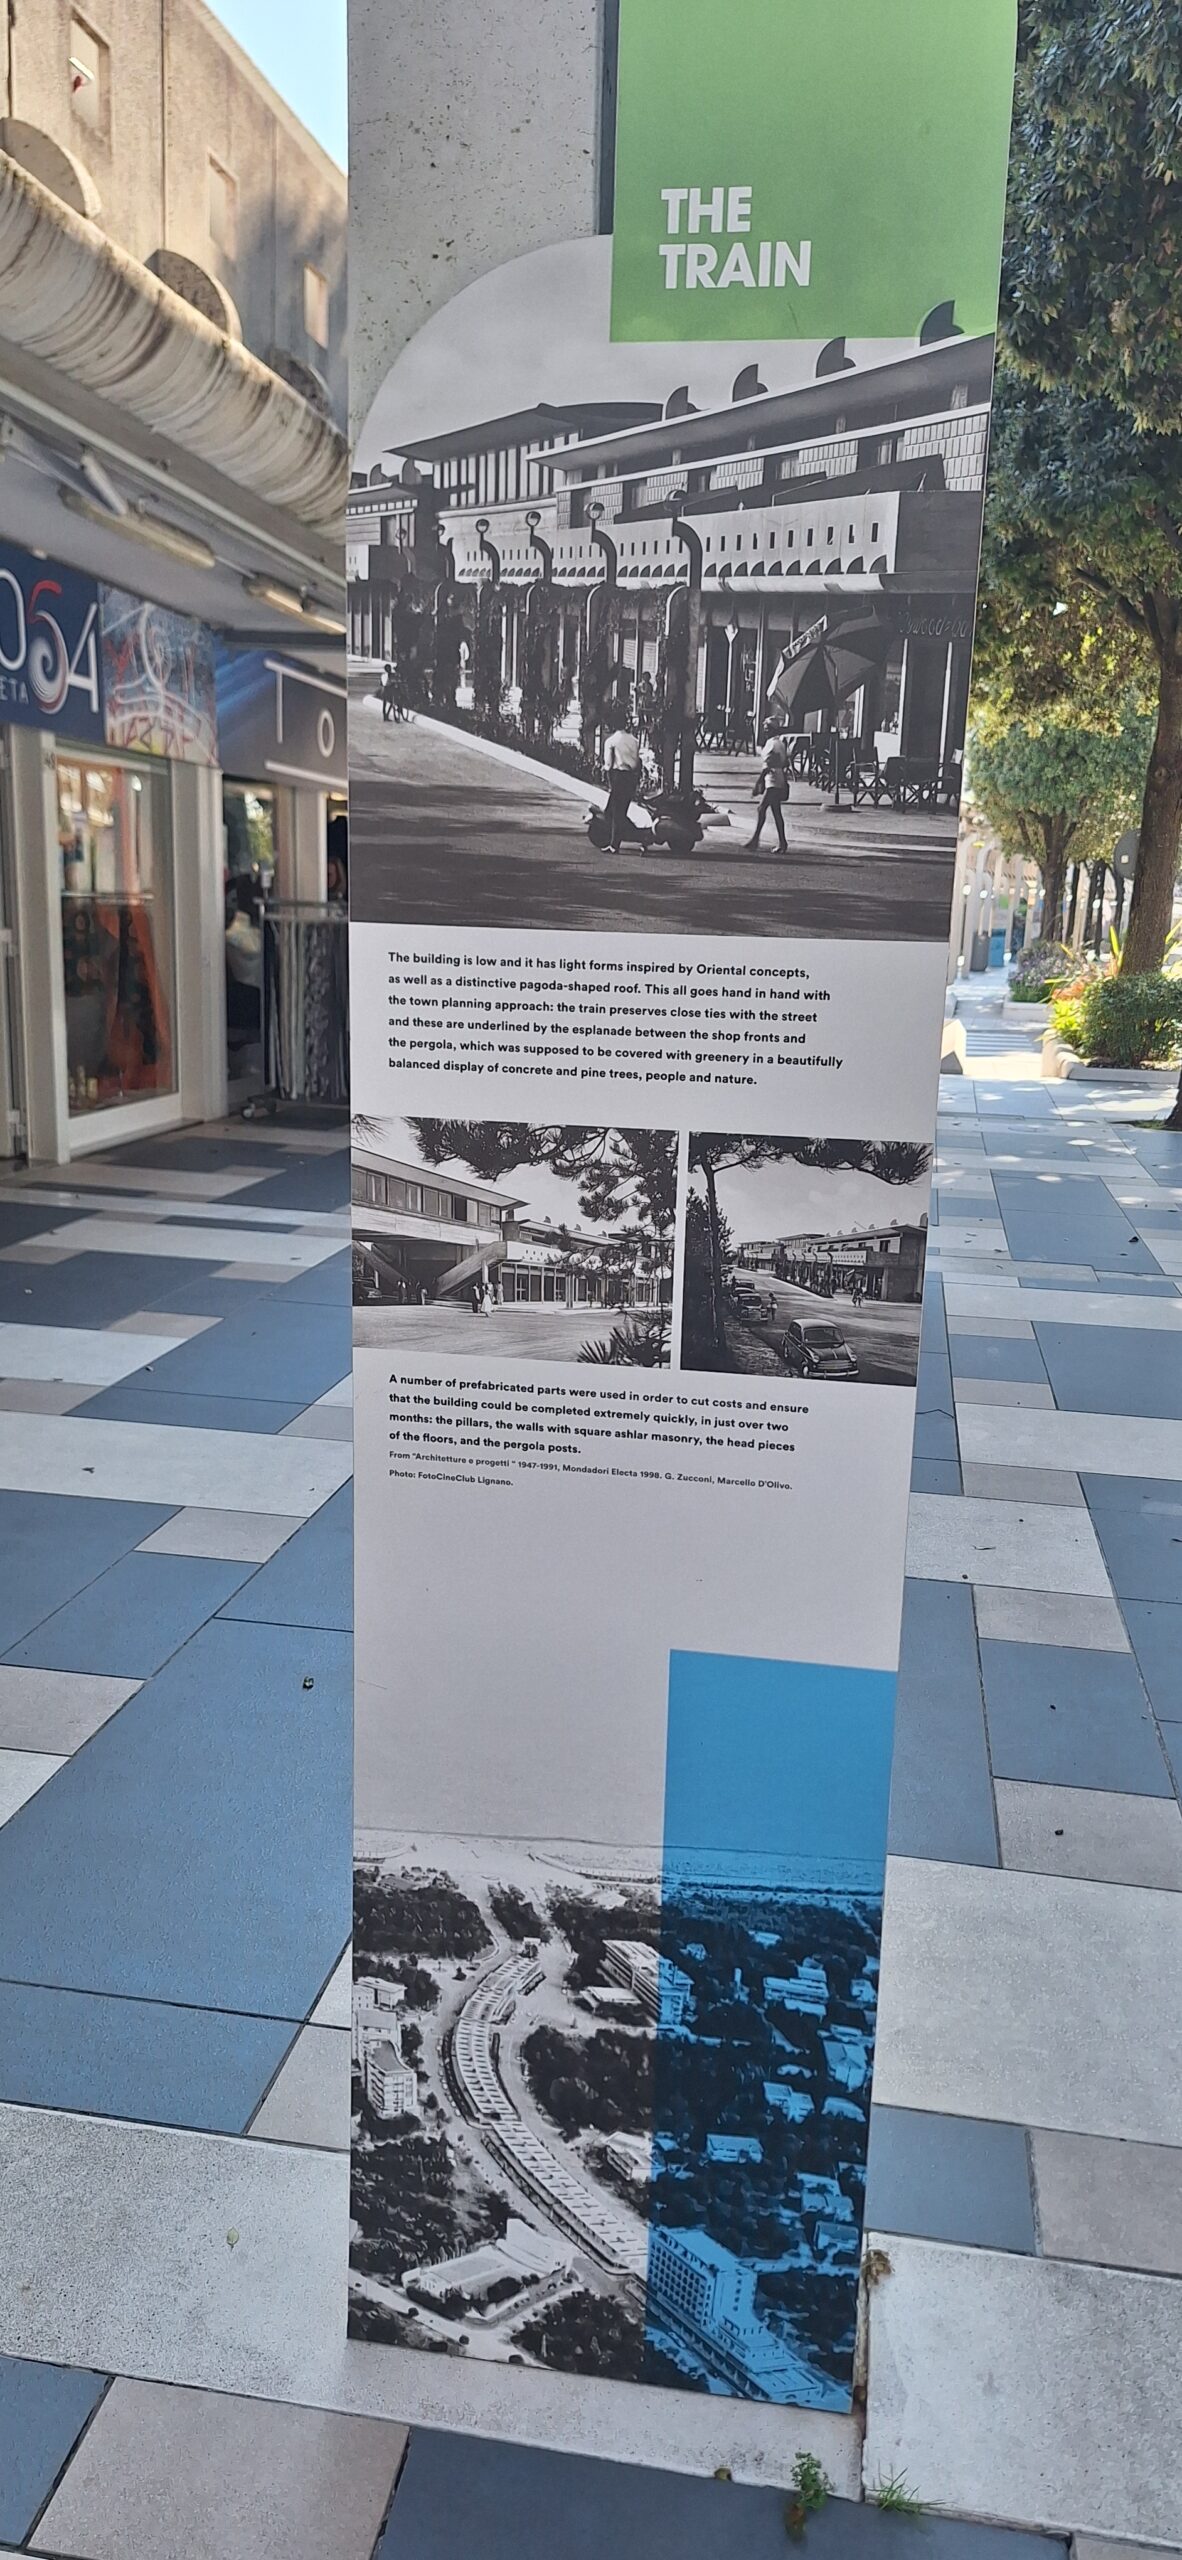 THE
TRAIN
054
ETA
TO
The building is low and it has light forms inspired by Oriental concepts,
as well as a distinctive pagoda-shaped roof. This all goes hand in hand with
the town planning approach: the train preserves close ties with the street
and these are underlined by the esplanade between the shop fronts and
the pergola, which was supposed to be covered with greenery in a beautifully
balanced display of concrete and pine trees, people and nature.
A number of prefabricated parts were used in order to cut costs and ensure
that the building could be completed extremely quickly, in just over two
months: the pillars, the walls with square ashlar masonry, the head pieces
of the floors, and the pergola posts.
From "Architetture e progetti " 1947-1991, Mondadori Electa 1998. G. Zucconi, Marcello D'Olivo.
Photo: FotoCineClub Lignano.